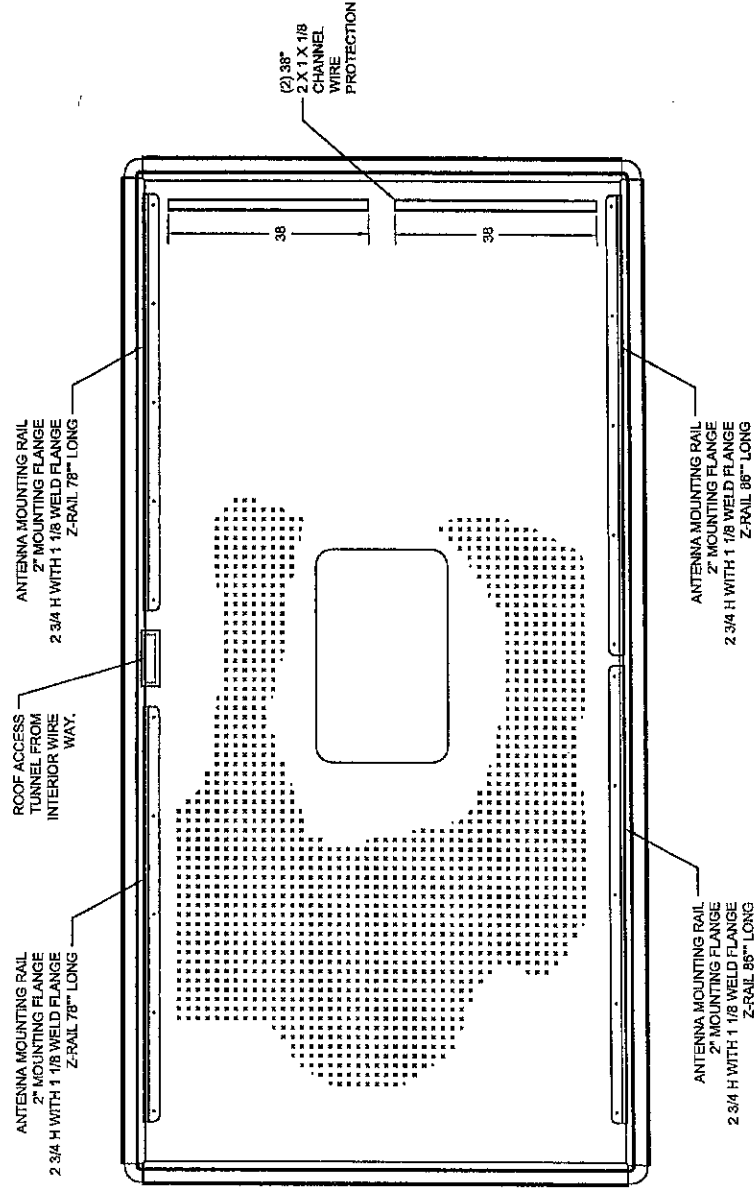 ANTENNA MOUNTING RAIL
2" MOUNTING FLANGE
2 3/4 H WITH 1 1/8 WELD FLANGE
Z-RAIL 78"" LONG
ROOF ACCESS
TUNNEL FROM
INTERIOR WIRE
WAY.
ANTENNA MOUNTING RAIL
2" MOUNTING FLANGE
2 3/4 H WITH 1 1/8 WELD FLANGE
Z-RAIL 78"" LONG
(2) 38"
2 X 1 X 1/8
CHANNEL
WIRE
PROTECTION
38
38
ANTENNA MOUNTING RAIL
2" MOUNTING FLANGE
2 3/4 H WITH 1 1/8 WELD FLANGE
Z-RAIL 86"" LONG
ANTENNA MOUNTING RAIL
2" MOUNTING FLANGE
2 3/4 H WITH 1 1/8 WELD FLANGE
Z-RAIL 86"" LONG